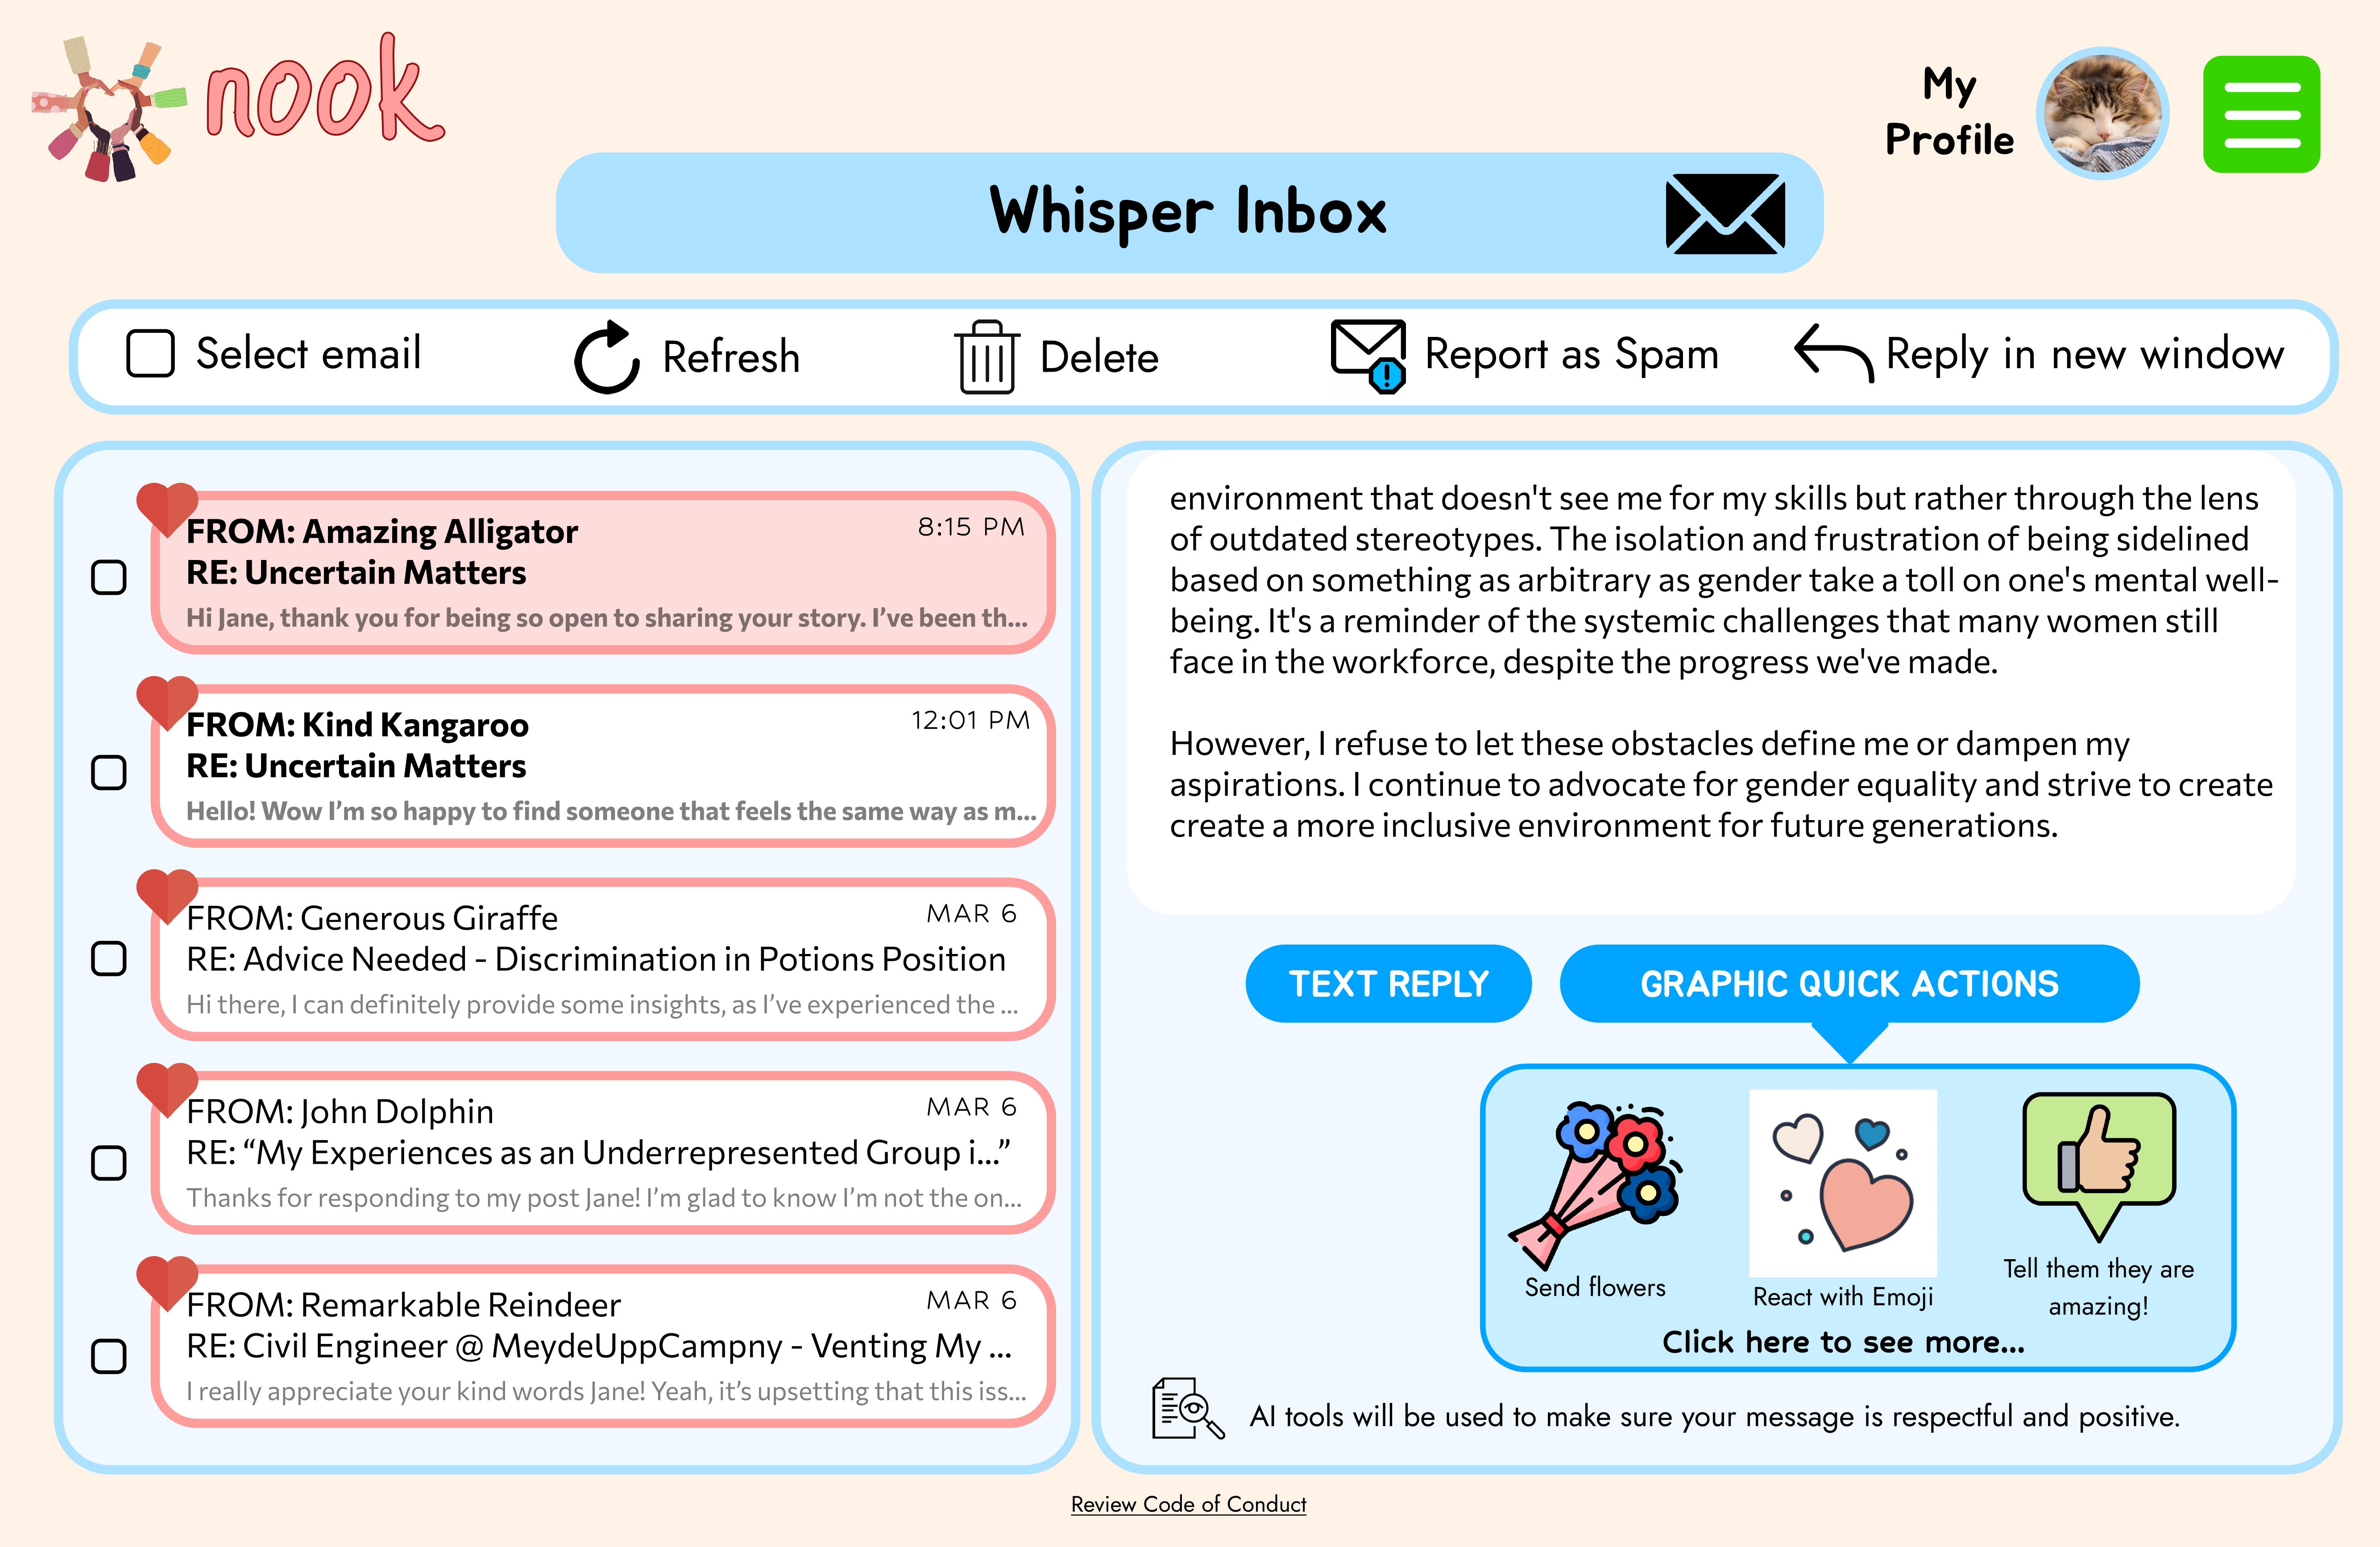 nook
My
Profile
Whisper Inbox
Select email
Refresh
Delete
Report as Spam
Reply in new window
FROM: Amazing Alligator
8:15 PM
RE: Uncertain Matters
Hi Jane, thank you for being so open to sharing your story. I’ve been th...
FROM: Kind Kangaroo
12:01 PM
RE: Uncertain Matters
Hello! Wow I’m so happy to find someone that feels the same way as m...
FROM: Generous Giraffe
MAR 6
RE: Advice Needed - Discrimination in Potions Position
Hi there, I can definitely provide some insights, as I’ve experienced the ...
FROM: John Dolphin
MAR 6
RE: “My Experiences as an Underrepresented Group i...”
Thanks for responding to my post Jane! I’m glad to know I’m not the on...
FROM: Remarkable Reindeer
MAR 6
RE: Civil Engineer @ MeydeUppCampny - Venting My ...
I really appreciate your kind words Jane! Yeah, it’s upsetting that this iss...
environment that doesn't see me for my skills but rather through the lens
of outdated stereotypes. The isolation and frustration of being sidelined
based on something as arbitrary as gender take a toll on one's mental well-
being. It's a reminder of the systemic challenges that many women still
face in the workforce, despite the progress we've made.
However, I refuse to let these obstacles define me or dampen my
aspirations. I continue to advocate for gender equality and strive to create
create a more inclusive environment for future generations.
TEXT REPLY
GRAPHIC QUICK ACTIONS
Send flowers
React with Emoji
Tell them they are
amazing!
Click here to see more...
AI tools will be used to make sure your message is respectful and positive.
Review Code of Conduct